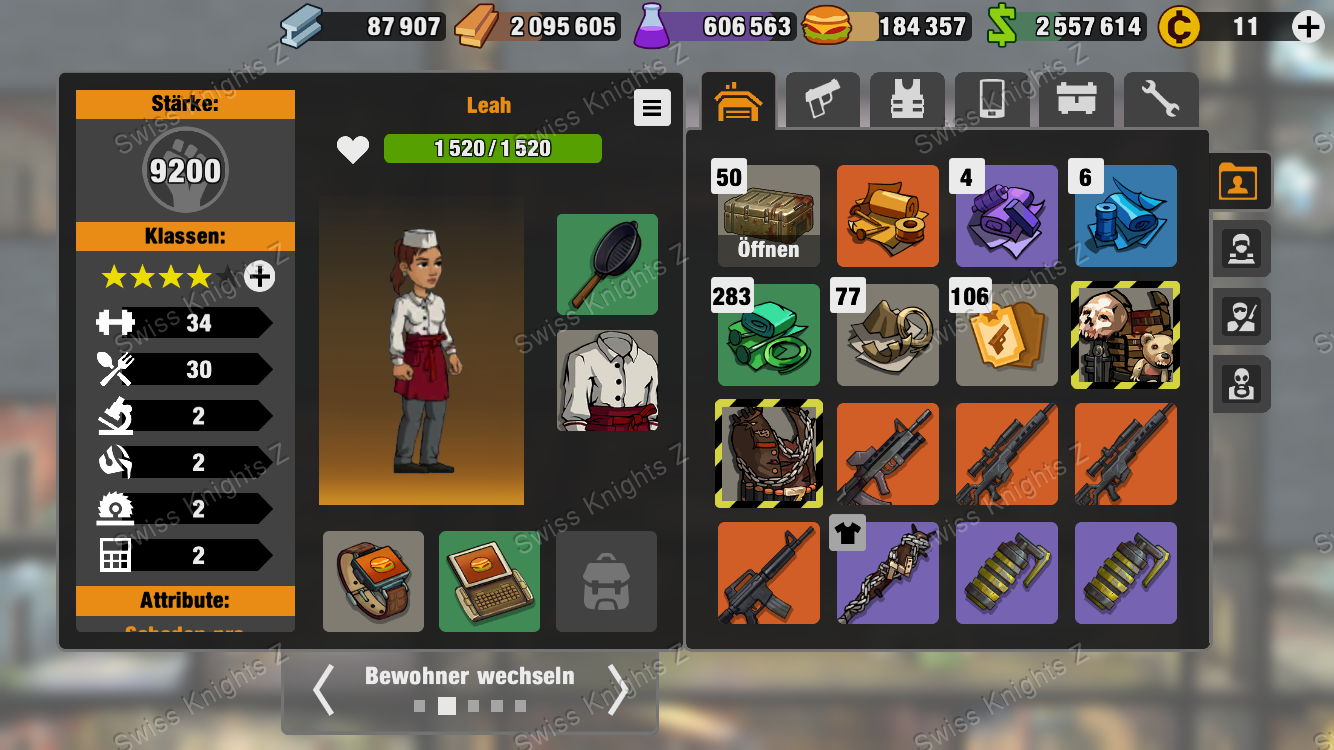 87 907
2 095 605
606 563
184 357
2 557 614
11
Stärke:
9200
Klassen:
34
30
2
2
2
2
Attribute:
Leah
1 520 / 1 520
50
Öffnen
4
6
283
77
106
Bewohner wechseln
Swiss Knights Z